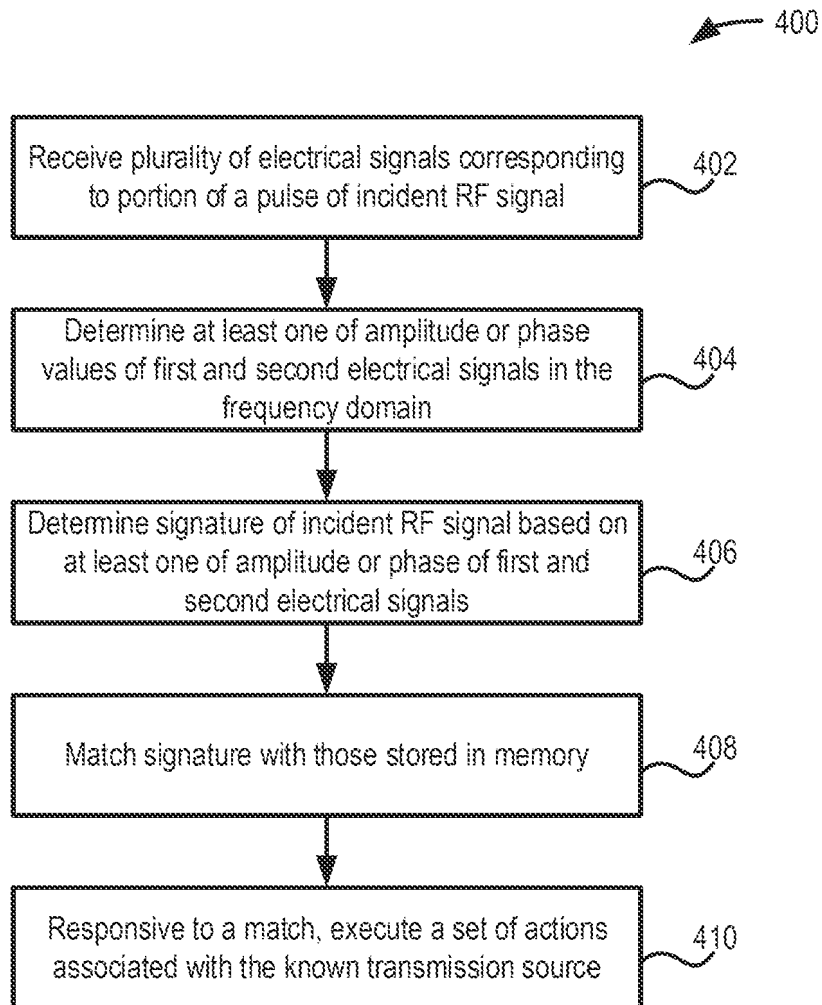 400
Receive plurality of electrical signals corresponding
to portion of a pulse of incident RF signal
402
Determine at least one of amplitude or phase
values of first and second electrical signals in the
frequency domain
404
Determine signature of incident RF signal based on
at least one of amplitude or phase of first and
second electrical signals
406
Match signature with those stored in memory
408
Responsive to a match, execute a set of actions
associated with the known transmission source
410